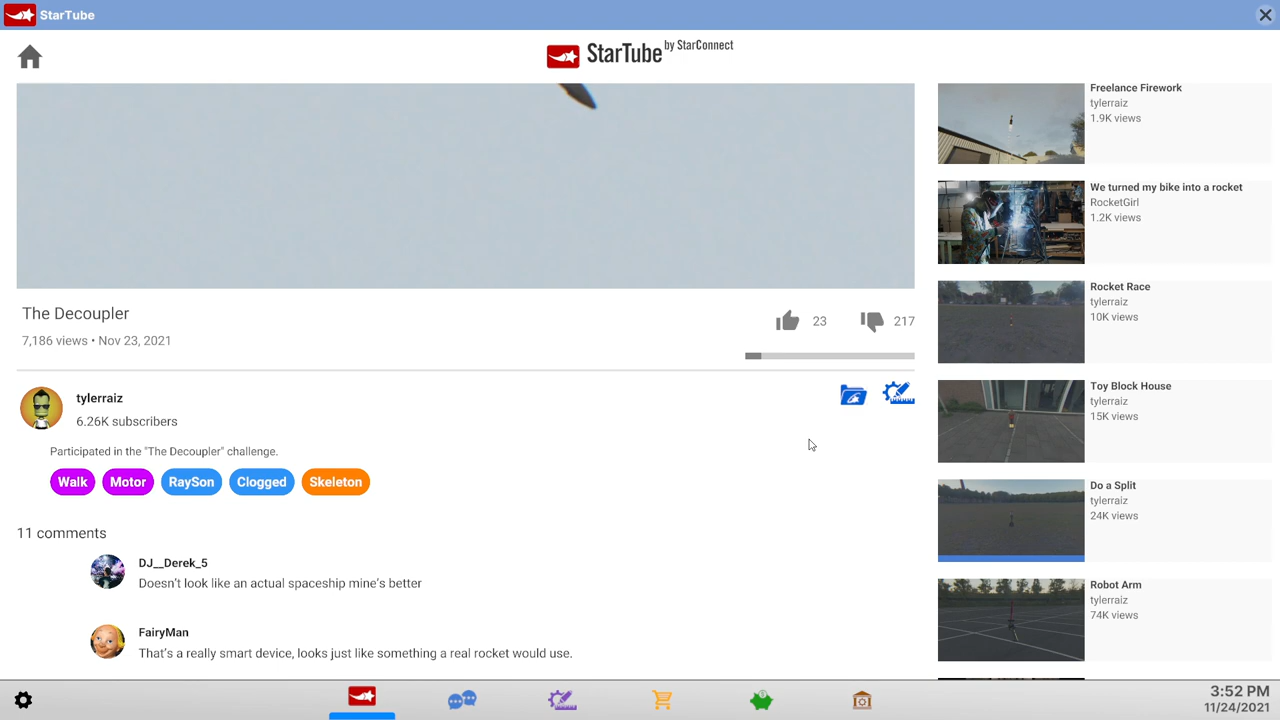 StarTube
StarTube by StarConnect
The Decoupler
23
217
7,186 views • Nov 23, 2021
tylerraiz
6.26K subscribers
Participated in the "The Decoupler" challenge.
Walk
Motor
RaySon
Clogged
Skeleton
11 comments
DJ__Derek_5
Doesn't look like an actual spaceship mine's better
FairyMan
That's a really smart device, looks just like something a real rocket would use.
Freelance Firework
tylerraiz
1.9K views
We turned my bike into a rocket
RocketGirl
1.2K views
Rocket Race
tylerraiz
10K views
Toy Block House
tylerraiz
15K views
Do a Split
tylerraiz
24K views
Robot Arm
tylerraiz
74K views
3:52 PM
11/24/2021